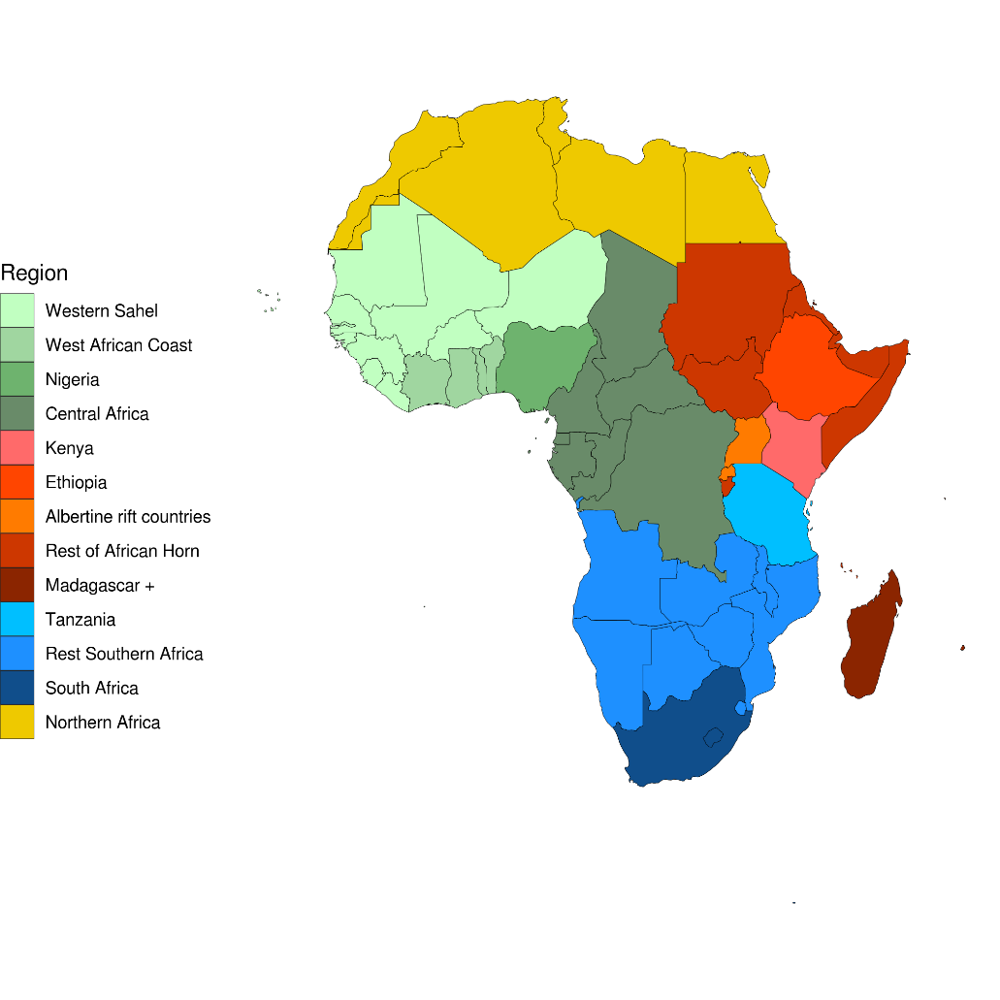 Region
Western Sahel
West African Coast
Nigeria
Central Africa
Kenya
Ethiopia
Albertine rift countries
Rest of African Horn
Madagascar +
Tanzania
Rest Southern Africa
South Africa
Northern Africa